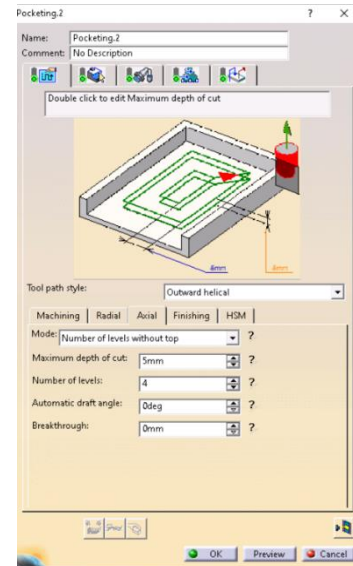 Pocketing.2 ? X
Name: Pocketing.2
Comment: No Description
Double click to edit Maximum depth of cut
6mm 6mm
Tool path style: Outward helical
Machining Radial Axial Finishing HSM
Mode: Number of levels without top ?
Maximum depth of cut: 5mm ?
Number of levels: 4 ?
Automatic draft angle: 0deg ?
Breakthrough: 0mm ?
OK Preview Cancel